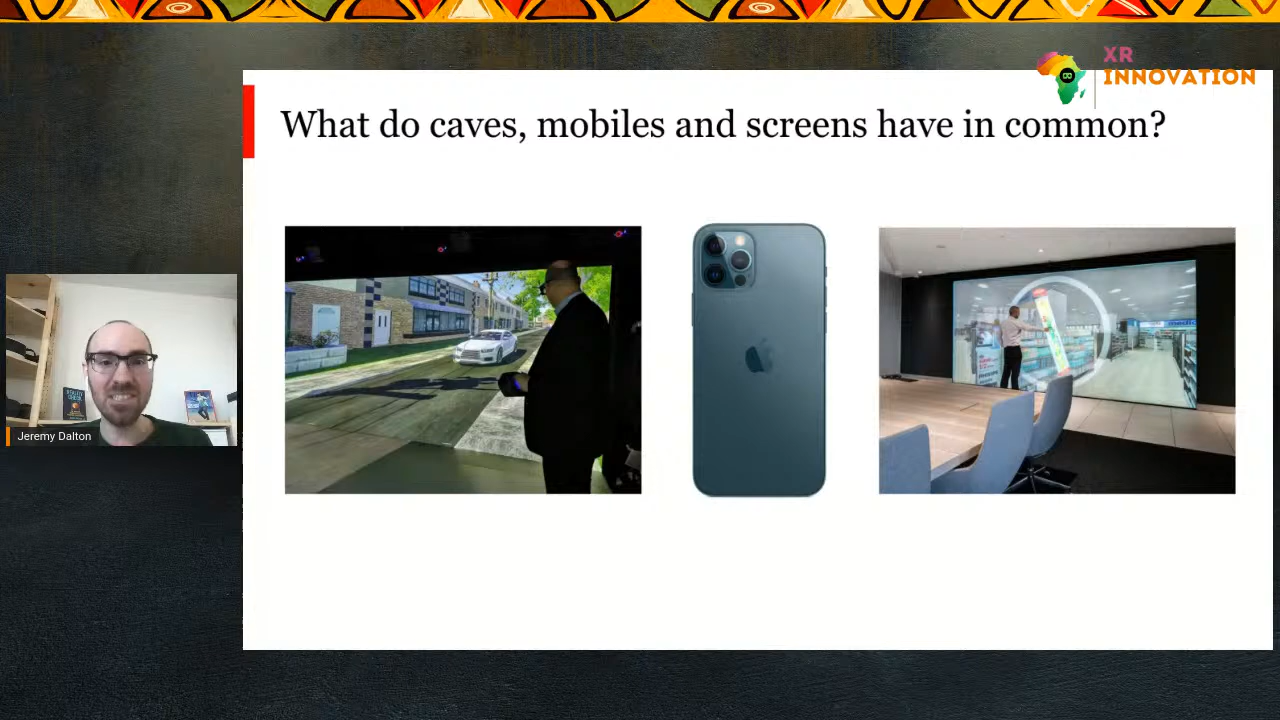 XR
INNOVATION
What do caves, mobiles and screens have in common?
Jeremy Dalton